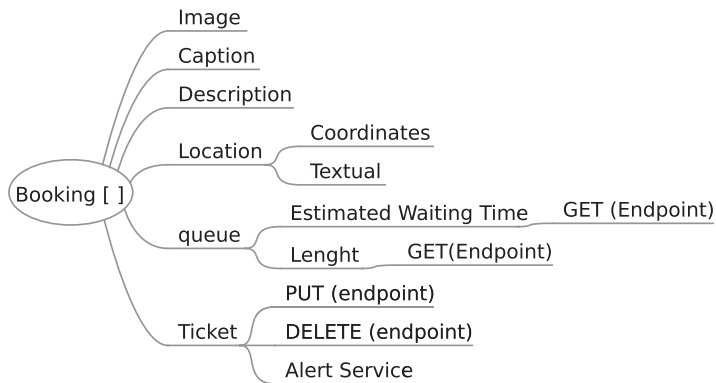 Image
Caption
Description
Location
Coordinates
Textual
Booking [ ]
queue
Estimated Waiting Time
GET (Endpoint)
Lenght
GET(Endpoint)
Ticket
PUT (endpoint)
DELETE (endpoint)
Alert Service